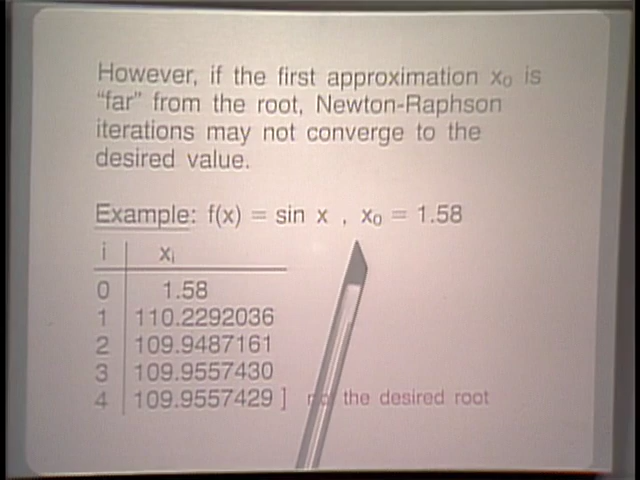 However, if the first approximation x₀ is
"far" from the root, Newton-Raphson
iterations may not converge to the
desired value.
Example: f(x) = sin x , x₀ = 1.58
i xᵢ
0 1.58
1 110.2292036
2 109.9487161
3 109.9557430
4 109.9557429 ] the desired root